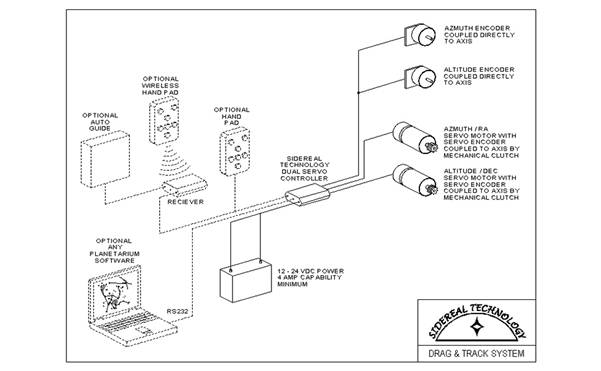 AZMUTH ENCODER
COUPLED DIRECTLY
TO AXIS
ALTITUDE ENCODER
COUPLED DIRECTLY
TO AXIS
OPTIONAL
WIRELESS
HAND PAD
OPTIONAL
AUTO
GUIDE
OPTIONAL
HAND
PAD
AZMUTH /RA
SERVO MOTOR WITH
SERVO ENCODER
COUPLED TO AXIS BY
MECHANICAL CLUTCH
SIDEREAL
TECHNOLOGY
DUAL SERVO
CONTROLLER
ALTITUDE /DEC
SERVO MOTOR WITH
SERVO ENCODER
COUPLED TO AXIS BY
MECHANICAL CLUTCH
RECIEVER
OPTIONAL
ANY
PLANETARIUM
SOFTWARE
12 - 24 VDC POWER
4 AMP CAPABILITY
MINIMUM
RS232
SIDEREAL TECHNOLOGY
DRAG & TRACK SYSTEM